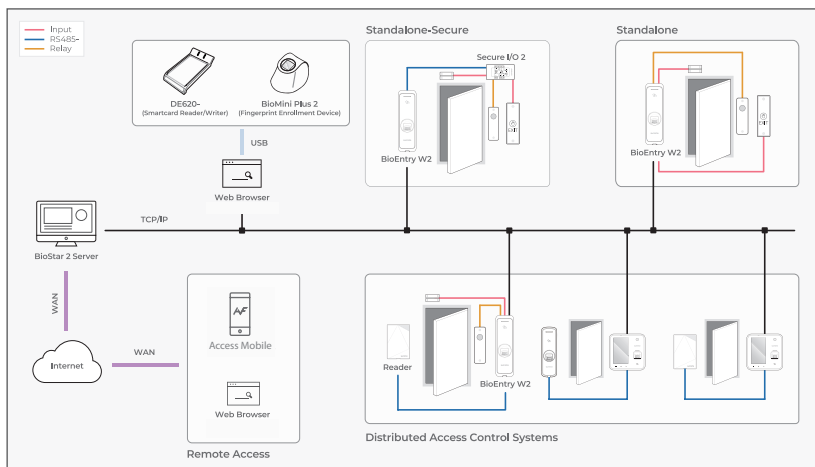 Input
RS485-
Relay
DE620-
(Smartcard Reader/Writer)
BioMini Plus 2
(Fingerprint Enrollment Device)
USB
Web Browser
TCP/IP
BioStar 2 Server
WAN
Internet
WAN
Access Mobile
Web Browser
Remote Access
Standalone-Secure
Secure I/O 2
EXIT
BioEntry W2
Standalone
EXIT
BioEntry W2
Reader
BioEntry W2
Distributed Access Control Systems